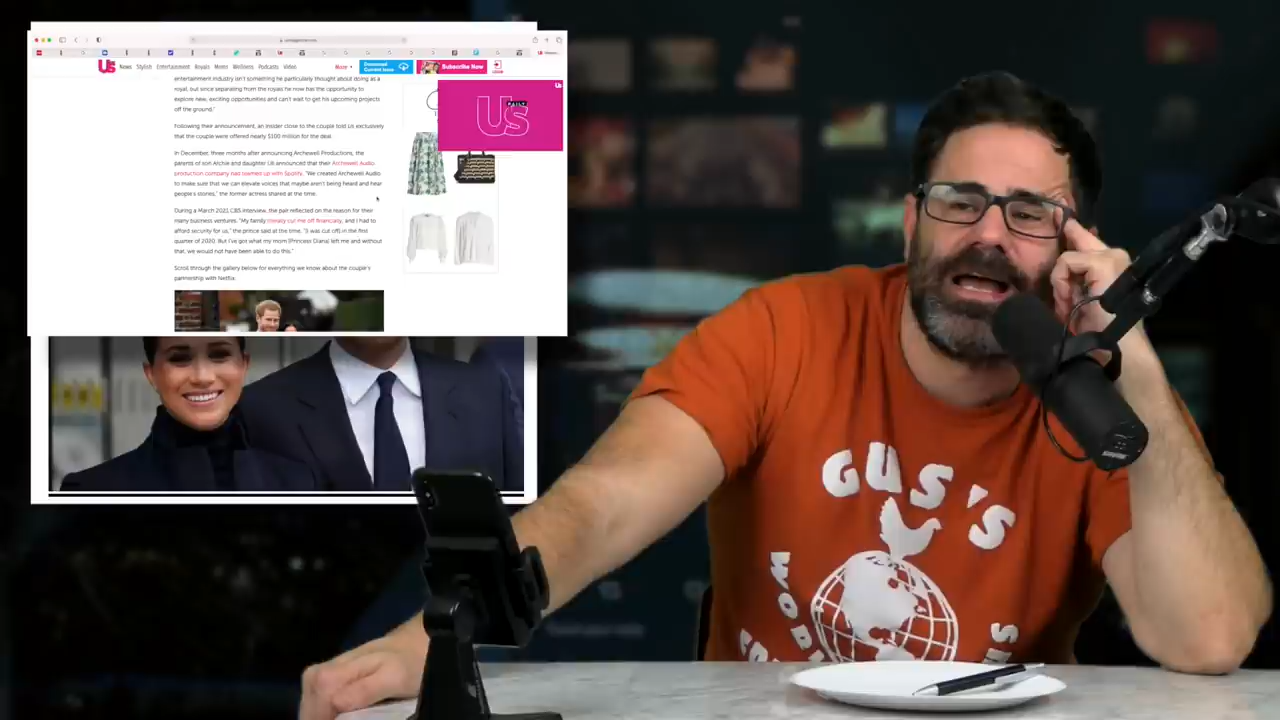 Us
News Stylish Entertainment Royals Moms Wellness Podcasts Video
More
Download Current Issue
Subscribe Now
LOGIN
entertainment industry isn't something he particularly thought about doing as a
royal, but since separating from the royals he now has the opportunity to
explore new, exciting opportunities and can't wait to get his upcoming projects
off the ground."
Following their announcement, an insider close to the couple told Us exclusively
that the couple were offered nearly $100 million for the deal.
In December, three months after announcing Archewell Productions, the
parents of son Archie and daughter Lili announced that their Archewell Audio
production company had teamed up with Spotify. "We created Archewell Audio
to make sure that we can elevate voices that maybe aren't being heard and hear
people's stories," the former actress shared at the time.
During a March 2021 CBS interview, the pair reflected on the reason for their
many business ventures. "My family literally cut me off financially, and I had to
afford security for us," the prince said at the time. "[I was cut off] in the first
quarter of 2020. But I've got what my mom [Princess Diana] left me and without
that, we would not have been able to do this."
Scroll through the gallery below for everything we know about the couple's
partnership with Netflix:
Us
DAILY
Us
GUS'S
WORL
S